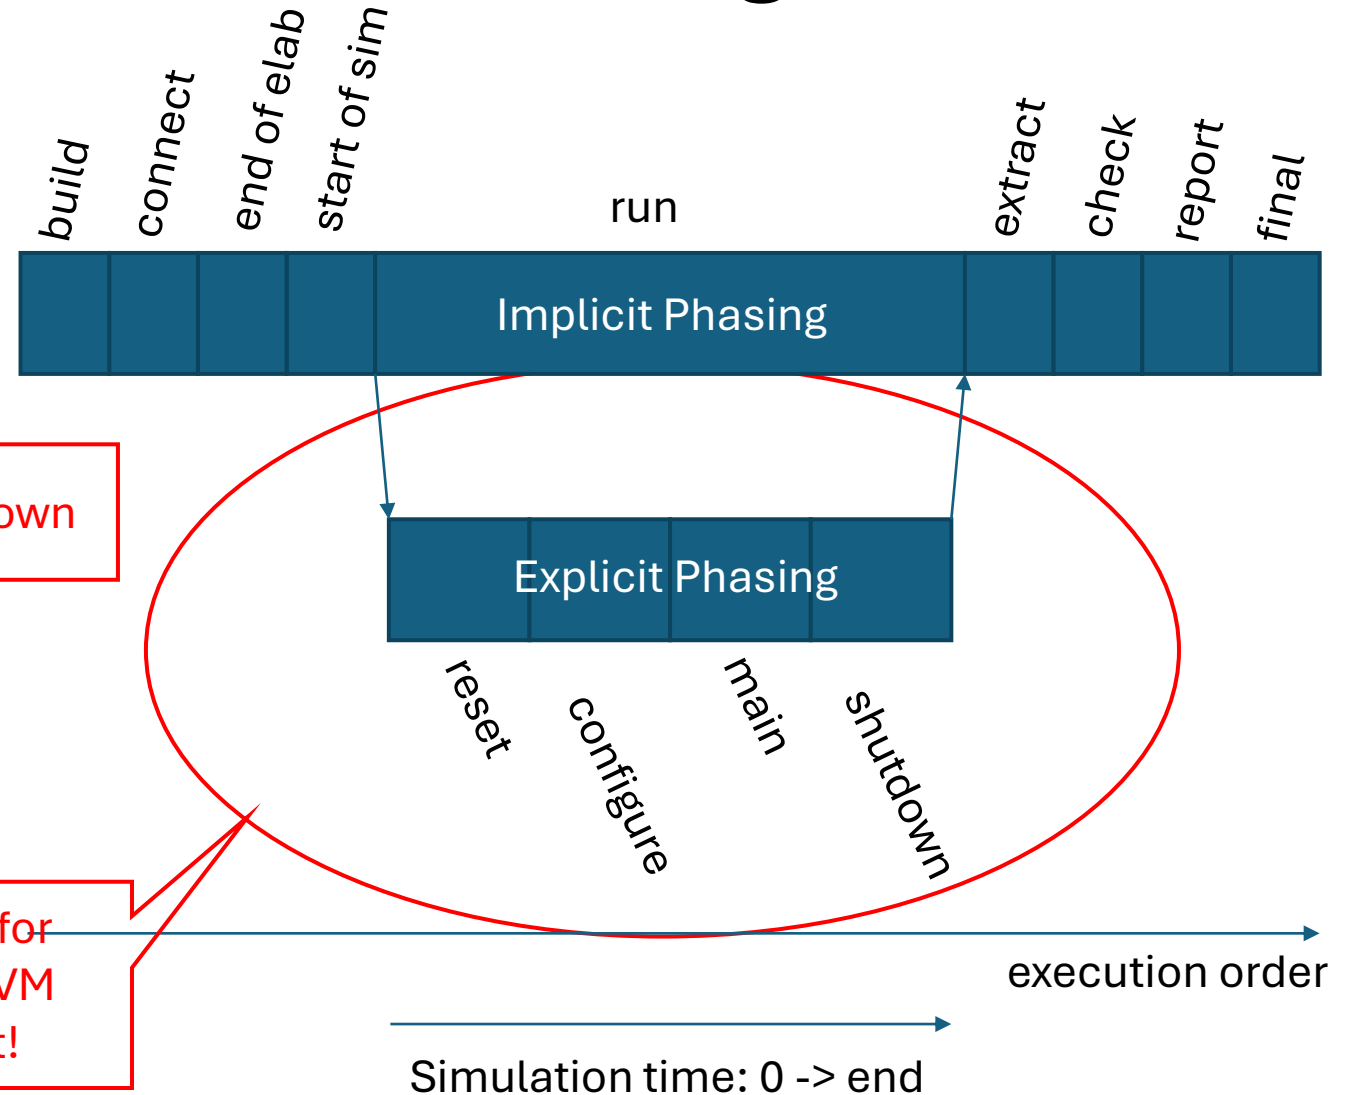 build
connect
end of elab
start of sim
run
extract
check
report
final
Implicit Phasing
Explicit Phasing
reset
configure
main
shutdown
for
execution order
Simulation time: 0 -> end